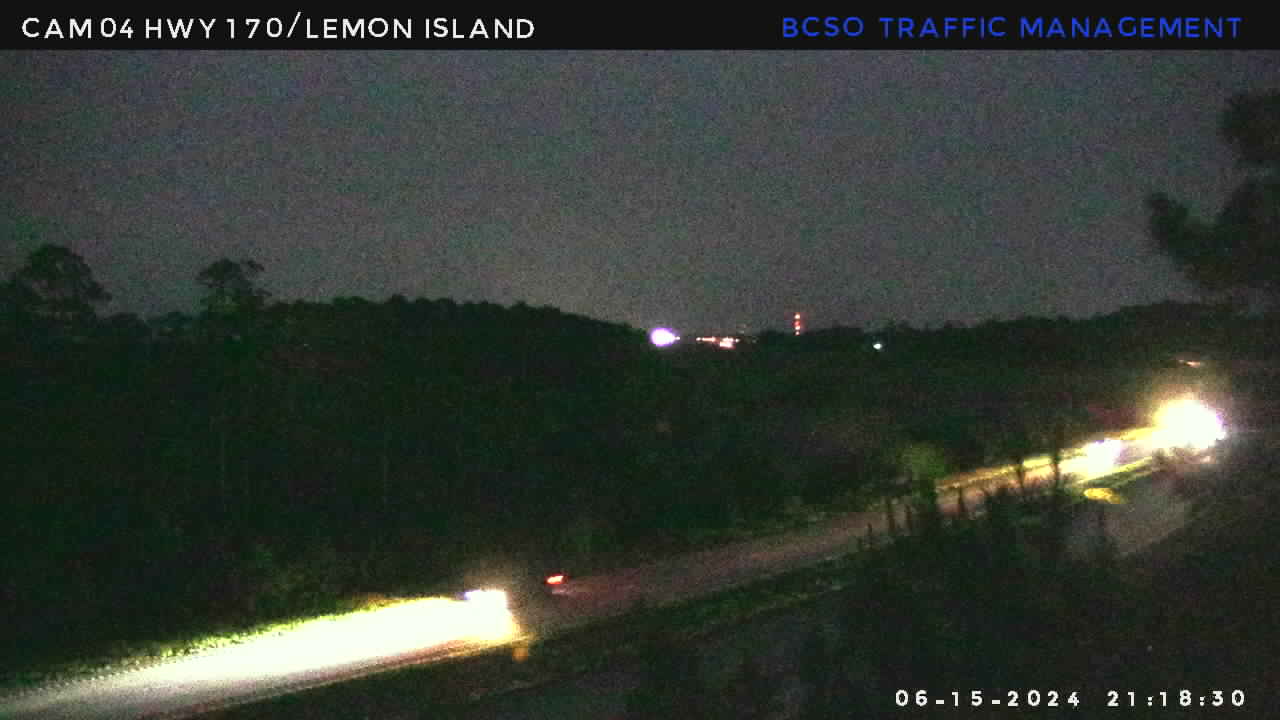 CAM04 HWY 170/LEMON ISLAND
BCSO TRAFFIC MANAGEMENT
06-15-2024 21:18:30